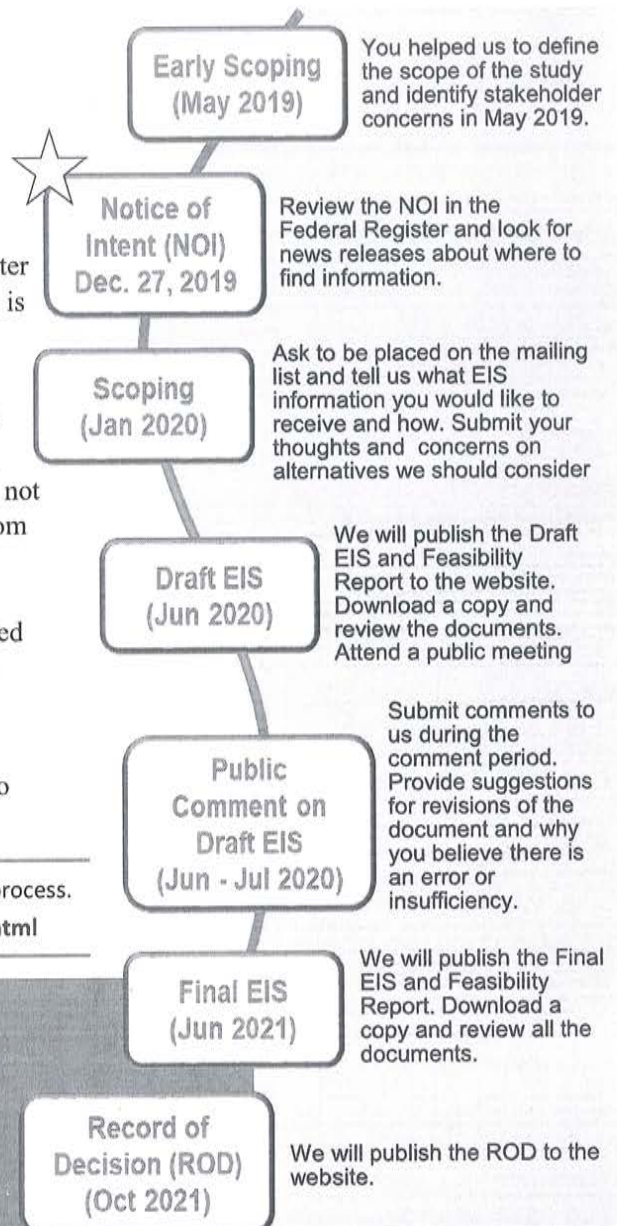 Early Scoping
(May 2019)
You helped us to define
the scope of the study
and identify stakeholder
concerns in May 2019.
Notice of
Intent (NOI)
Dec. 27, 2019
Review the NOI in the
Federal Register and look for
news releases about where to
find information.
ter
is
Scoping
(Jan 2020)
Ask to be placed on the mailing
list and tell us what EIS
information you would like to
receive and how. Submit your
thoughts and concerns on
alternatives we should consider
not
om
Draft EIS
(Jun 2020)
We will publish the Draft
EIS and Feasibility
Report to the website.
Download a copy and
review the documents.
Attend a public meeting
ed
Public
Comment on
Draft EIS
(Jun - Jul 2020)
Submit comments to
us during the
comment period.
Provide suggestions
for revisions of the
document and why
you believe there is
an error or
insufficiency.
o
process.
tml
Final EIS
(Jun 2021)
We will publish the Final
EIS and Feasibility
Report. Download a
copy and review all the
documents.
Record of
Decision (ROD)
(Oct 2021)
We will publish the ROD to the
website.